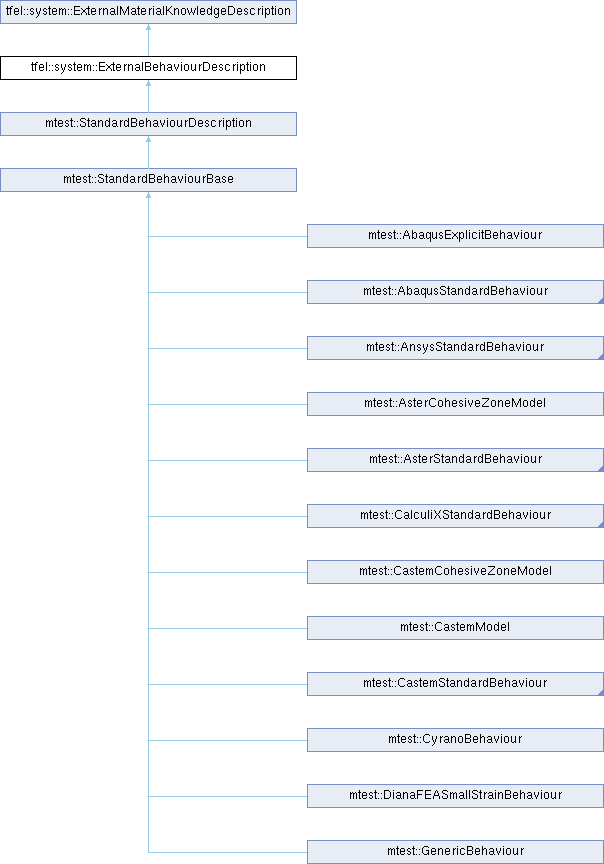 tfel::system::ExternalMaterialKnowledgeDescription
tfel::system::ExternalBehaviourDescription
mtest::StandardBehaviourDescription
mtest::StandardBehaviourBase
mtest::AbaqusExplicitBehaviour
mtest::AbaqusStandardBehaviour
mtest::AnsysStandardBehaviour
mtest::AsterCohesiveZoneModel
mtest::AsterStandardBehaviour
mtest::CalculiXStandardBehaviour
mtest::CastemCohesiveZoneModel
mtest::CastemModel
mtest::CastemStandardBehaviour
mtest::CyranoBehaviour
mtest::DianaFEASmallStrainBehaviour
mtest::GenericBehaviour